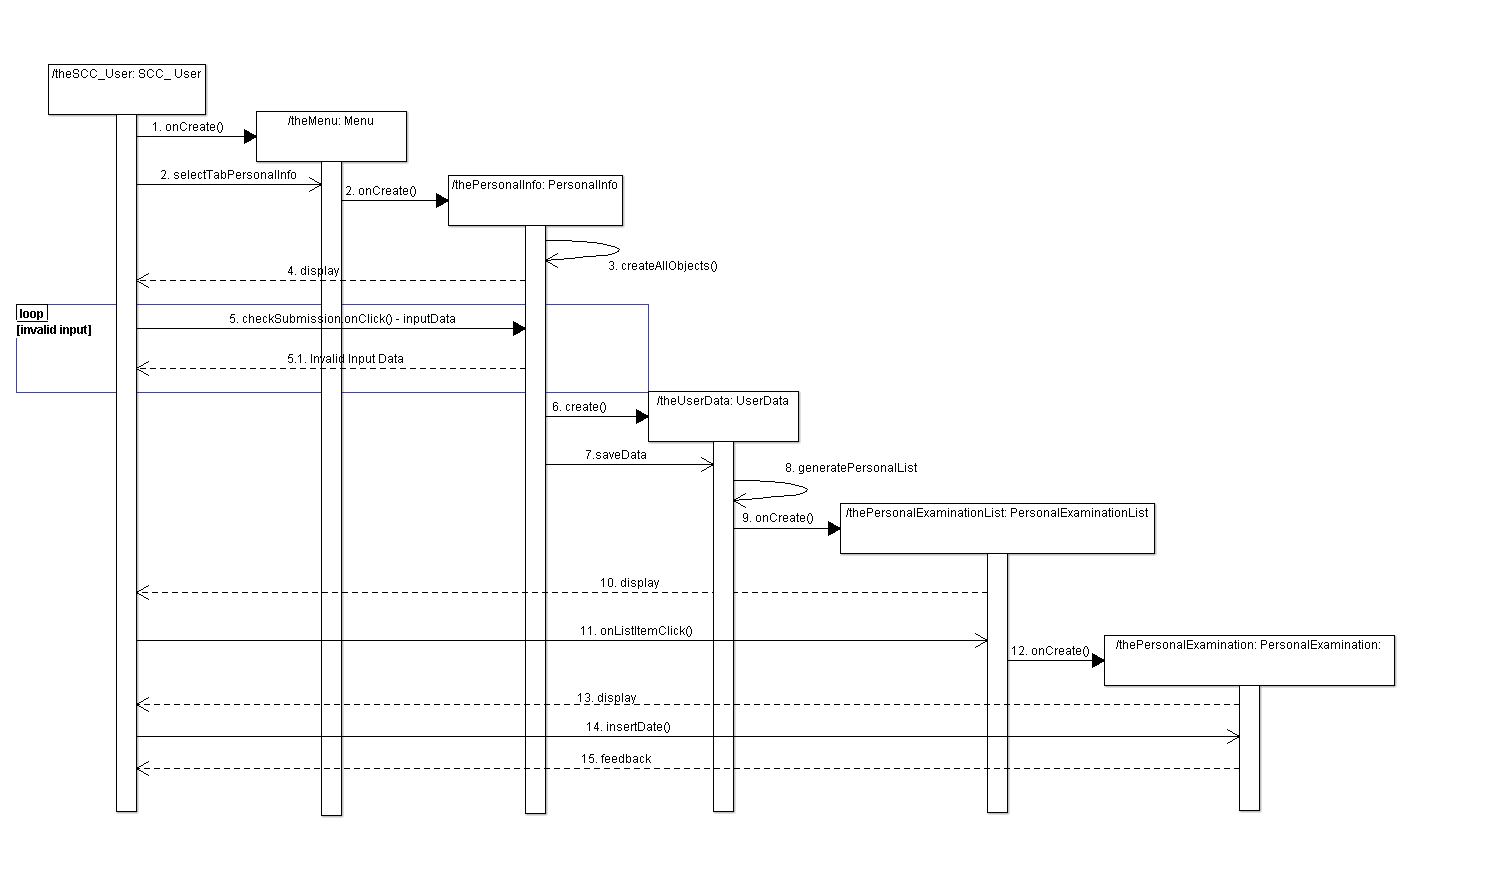 /theSCC_User: SCC_ User
/theMenu: Menu
1. onCreate()
2. selectTabPersonalInfo
2. onCreate()
/thePersonalInfo: PersonalInfo
3. createAllObjects()
4. display
loop
[invalid input]
5. checkSubmission.onClick() - inputData
5.1. Invalid Input Data
6. create()
/theUserData: UserData
7.saveData
8. generatePersonalList
9. onCreate()
/thePersonalExaminationList: PersonalExaminationList
10. display
11. onListItemClick()
12. onCreate()
/thePersonalExamination: PersonalExamination:
13. display
14. insertDate()
15. feedback